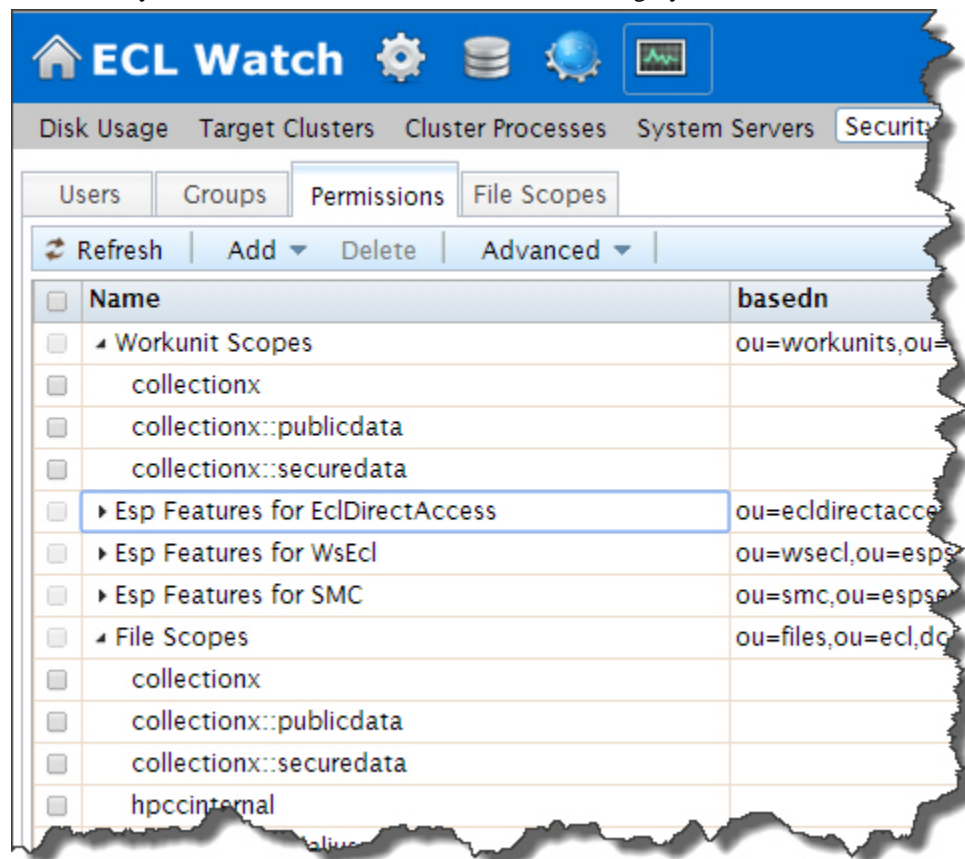 ECL Watch
Disk Usage Target Clusters Cluster Processes System Servers Security
Users Groups Permissions File Scopes
Refresh Add Delete Advanced
Name basedn
Workunit Scopes ou=workunits,ou=
collectionx
collectionx::publicdata
collectionx::securedata
Esp Features for EclDirectAccess ou=ecldirectacce
Esp Features for WsEcl ou=wsecl,ou=esps
Esp Features for SMC ou=smc,ou=espse
File Scopes ou=files,ou=ecl,dc
collectionx
collectionx::publicdata
collectionx::securedata
hpccinternal